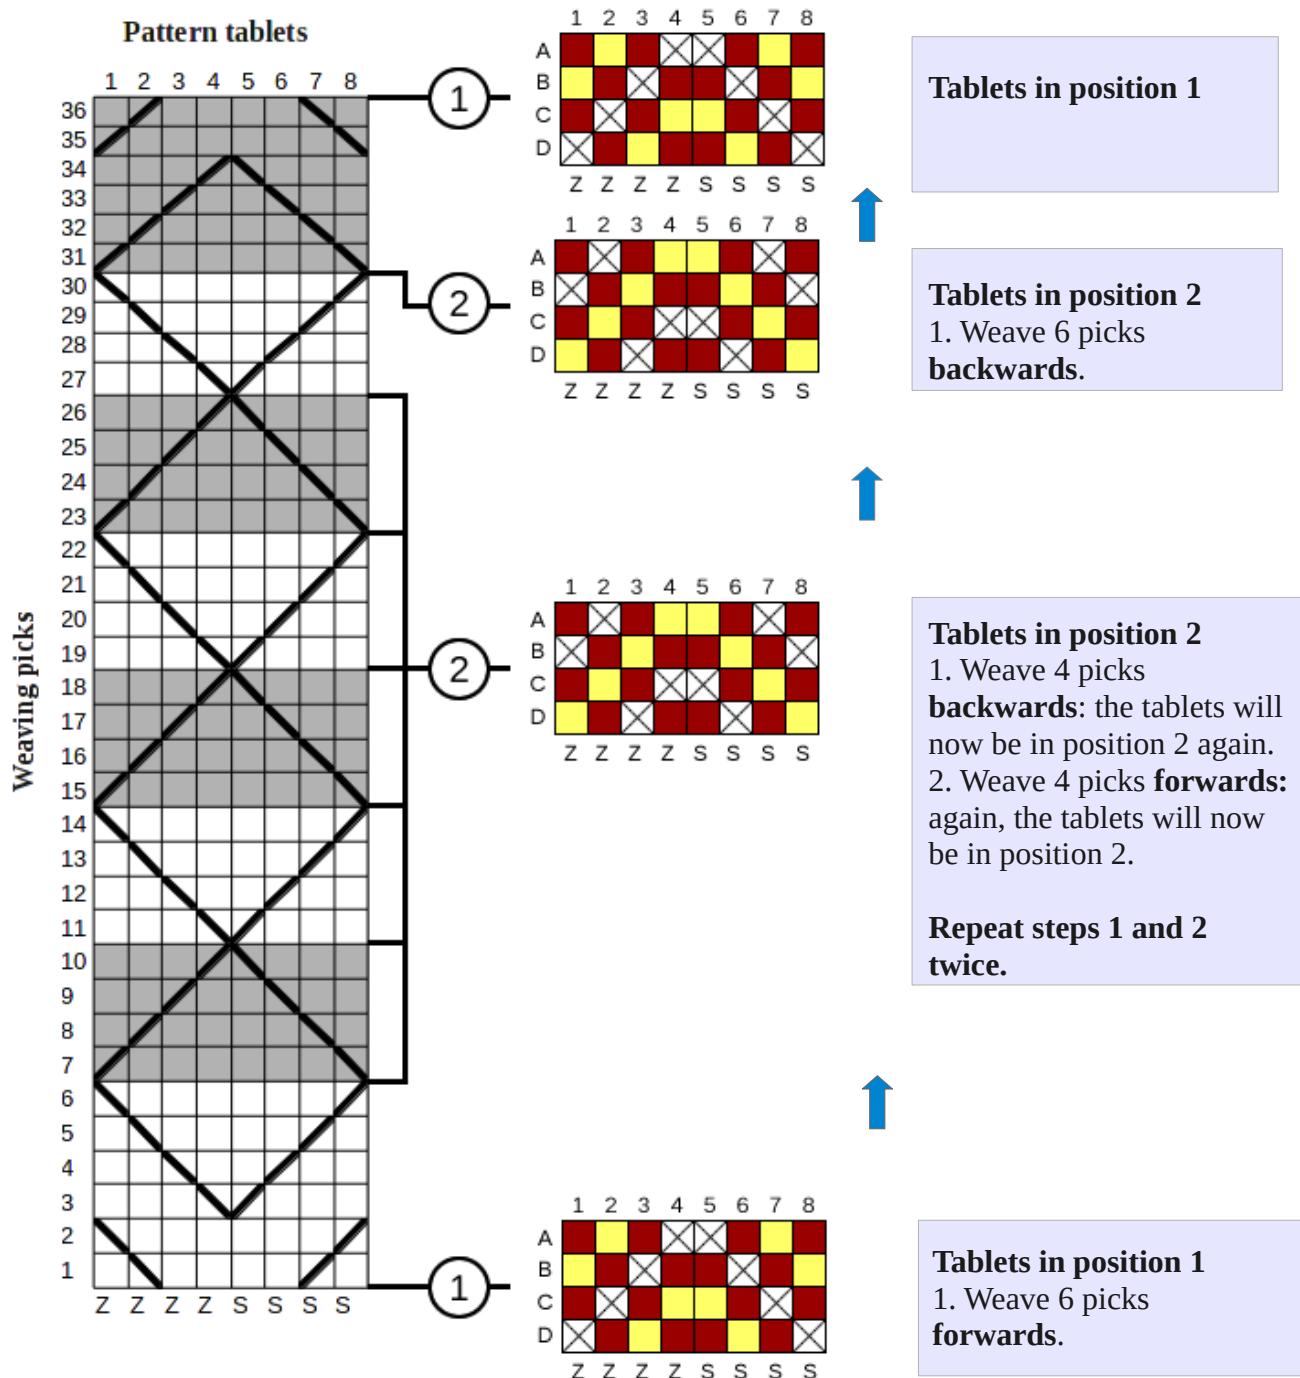 Pattern tablets
1 2 3 4 5 6 7 8
36
35
34
33
32
31
30
29
28
27
26
25
24
23
22
21
20
19
18
17
16
15
14
13
12
11
10
9
8
7
6
5
4
3
2
1
Z Z Z Z S S S S
Weaving picks
1
1 2 3 4 5 6 7 8
A
B
C
D
Z Z Z Z S S S S
Tablets in position 1
2
1 2 3 4 5 6 7 8
A
B
C
D
Z Z Z Z S S S S
Tablets in position 2
1. Weave 6 picks
backwards.
2
1 2 3 4 5 6 7 8
A
B
C
D
Z Z Z Z S S S S
Tablets in position 2
1. Weave 4 picks
backwards: the tablets will
now be in position 2 again.
2. Weave 4 picks forwards:
again, the tablets will now
be in position 2.
Repeat steps 1 and 2
twice.
1
1 2 3 4 5 6 7 8
A
B
C
D
Z Z Z Z S S S S
Tablets in position 1
1. Weave 6 picks
forwards.